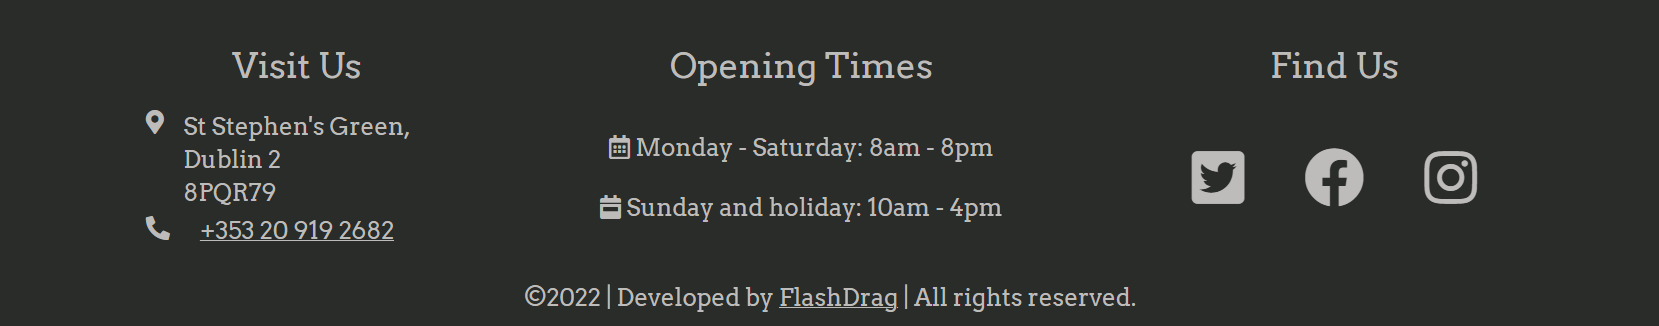 Visit Us
St Stephen's Green,
Dublin 2
8PQR79
+353 20 919 2682
Opening Times
Monday - Saturday: 8am - 8pm
Sunday and holiday: 10am - 4pm
Find Us
©2022 | Developed by FlashDrag | All rights reserved.